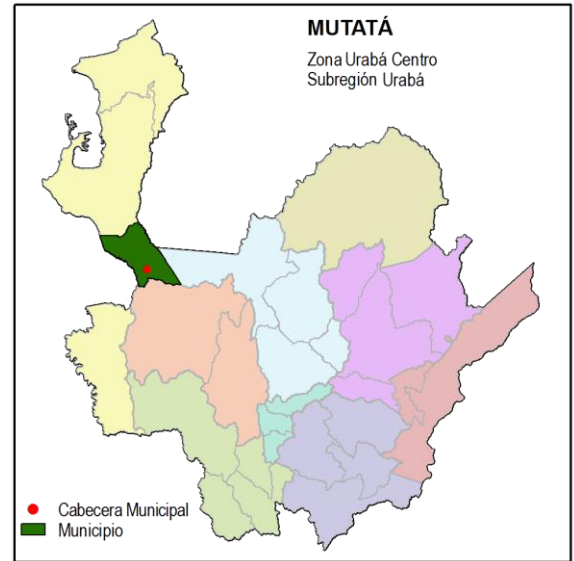 MUTATÁ
Zona Urabá Centro
Subregión Urabá
Cabecera Municipal
Municipio